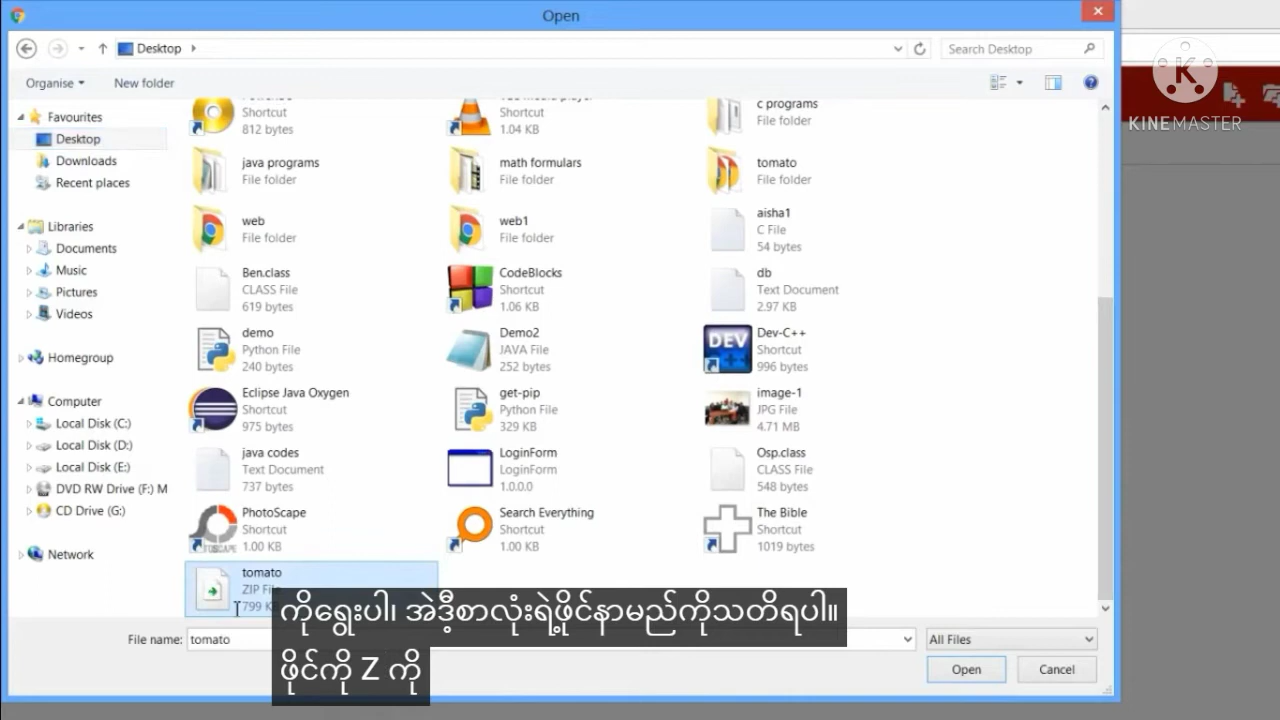 Open
Desktop
Search Desktop
Organise
New folder
KINEMASTER
Favourites
Desktop
Downloads
Recent places
Libraries
Documents
Music
Pictures
Videos
Homegroup
Computer
Local Disk (C:)
Local Disk (D:)
Local Disk (E:)
DVD RW Drive (F:) M
CD Drive (G:)
Network
Shortcut
812 bytes
Shortcut
1.04 KB
c programs
File folder
java programs
File folder
math formulars
File folder
tomato
File folder
web
File folder
web1
File folder
aisha1
C File
54 bytes
Ben.class
CLASS File
619 bytes
CodeBlocks
Shortcut
1.06 KB
db
Text Document
2.97 KB
demo
Python File
240 bytes
Demo2
JAVA File
252 bytes
Dev-C++
Shortcut
996 bytes
Eclipse Java Oxygen
Shortcut
975 bytes
get-pip
Python File
329 KB
image-1
JPG File
4.71 MB
java codes
Text Document
737 bytes
LoginForm
LoginForm
1.0.0.0
Osp.class
CLASS File
548 bytes
PhotoScape
Shortcut
1.00 KB
Search Everything
Shortcut
1.00 KB
The Bible
Shortcut
1019 bytes
tomato
ZIP File
799 K
ကိုရွေးပါ၊ အဲဒီ့စာလုံးရဲ့ဖိုင်နာမည်ကိုသတိရပါ။
ဖိုင်ကို Z ကို
File name: tomato
All Files
Open
Cancel